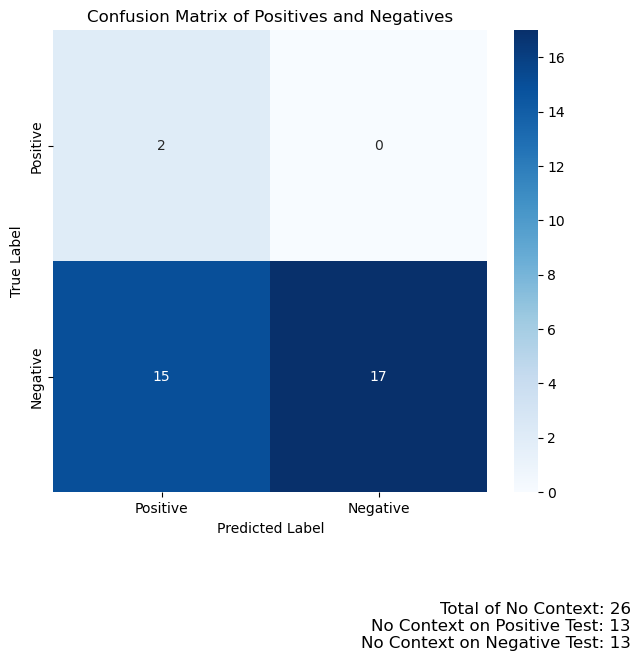 Confusion Matrix of Positives and Negatives
True Label
Positive
Negative
2
0
15
17
Positive
Negative
Predicted Label
16
14
12
10
8
6
4
2
0
Total of No Context: 26
No Context on Positive Test: 13
No Context on Negative Test: 13